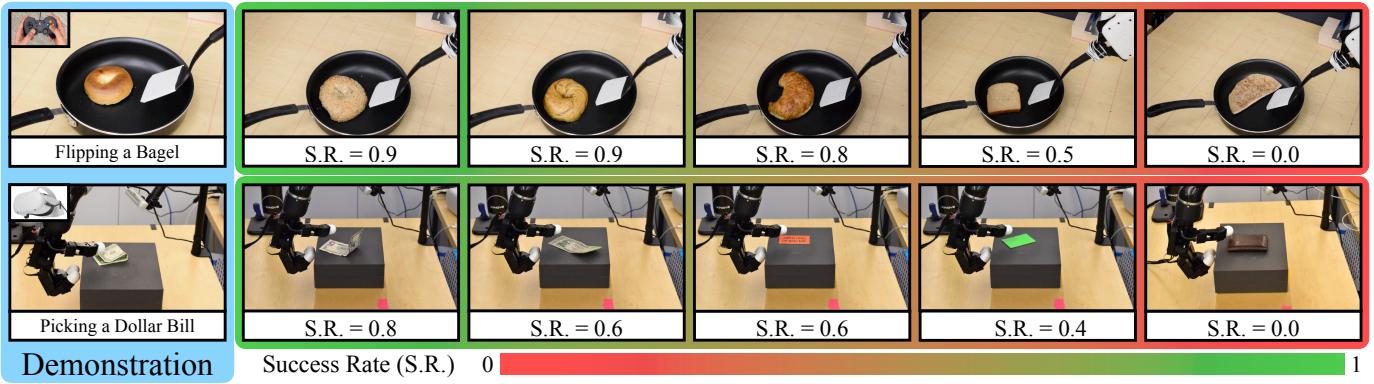 Flipping a Bagel
S.R. = 0.9
S.R. = 0.9
S.R. = 0.8
S.R. = 0.5
S.R. = 0.0
Picking a Dollar Bill
S.R. = 0.8
S.R. = 0.6
S.R. = 0.6
S.R. = 0.4
S.R. = 0.0
Demonstration
Success Rate (S.R.) 0 1